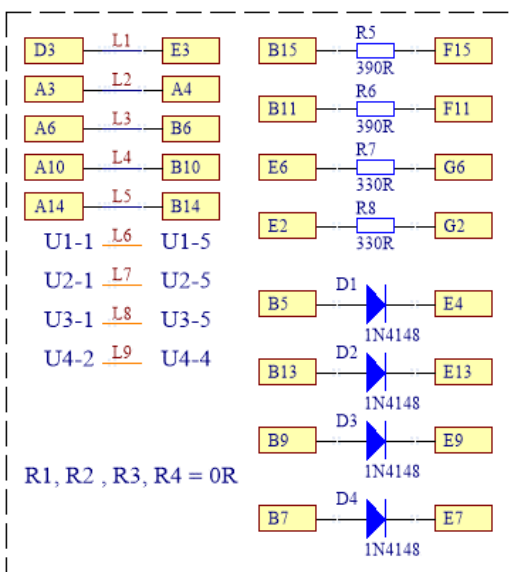 D3 L1 E3
A3 L2 A4
A6 L3 B6
A10 L4 B10
A14 L5 B14
U1-1 L6 U1-5
U2-1 L7 U2-5
U3-1 L8 U3-5
U4-2 L9 U4-4
R1, R2 , R3, R4 = 0R
R5
B15 F15
390R
R6
B11 F11
390R
R7
E6 G6
330R
R8
E2 G2
330R
D1
B5 E4
1N4148
D2
B13 E13
1N4148
D3
B9 E9
1N4148
D4
B7 E7
1N4148